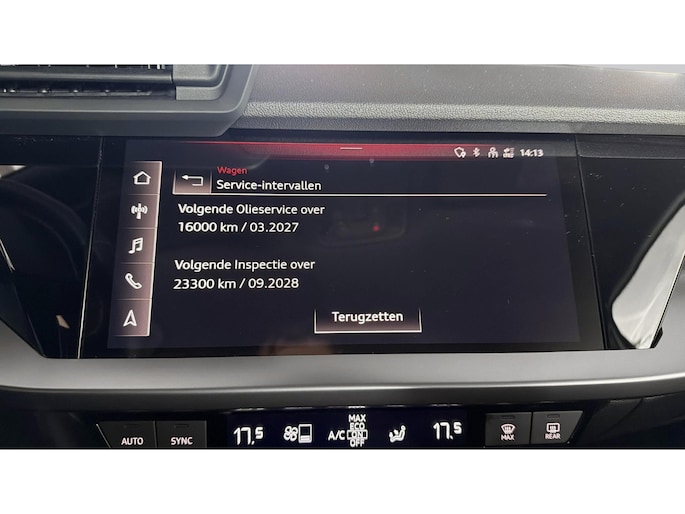 14:13
Wagen
Service-intervallen
Volgende Olieservice over
16000 km / 03.2027
Volgende Inspectie over
23300 km / 09.2028
Terugzetten
AUTO
SYNC
17.5
A/C
MAX
ECO
ON
OFF
17.5
MAX
REAR